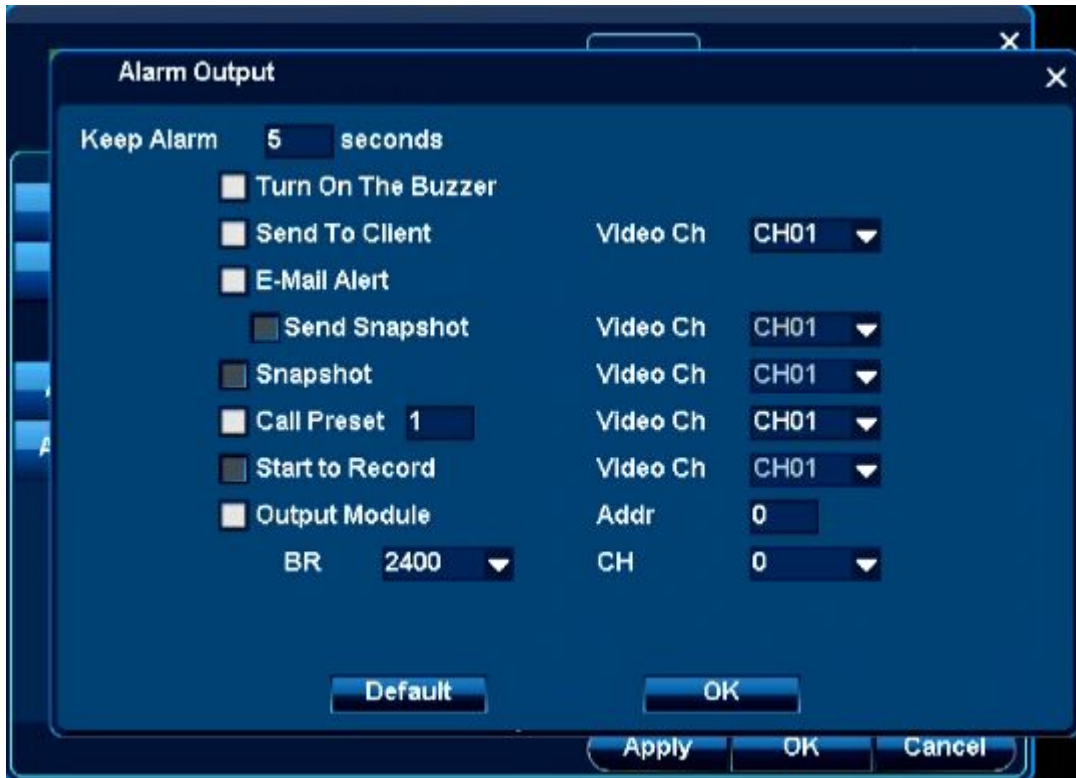 Alarm Output
Keep Alarm 5 seconds
Turn On The Buzzer
Send To Client Video Ch CH01
E-Mail Alert
Send Snapshot Video Ch CH01
Snapshot Video Ch CH01
Call Preset 1 Video Ch CH01
Start to Record Video Ch CH01
Output Module Addr 0
BR 2400 CH 0
Default OK
Apply OK Cancel